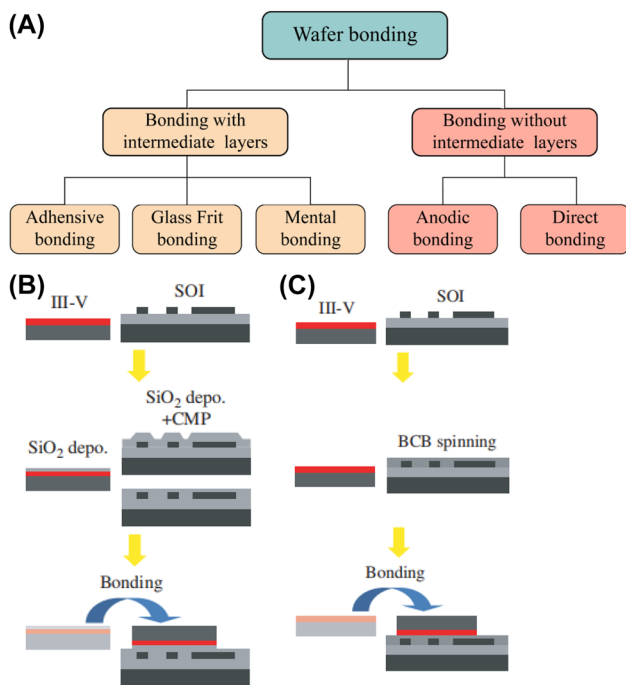 (A)
Wafer bonding
Bonding with
intermediate layers
Bonding without
intermediate layers
Adhensive
bonding
Glass Frit
bonding
Mental
bonding
Anodic
bonding
Direct
bonding
(B)
III-V
SOI
SiO₂ depo.
+CMP
SiO₂ depo.
Bonding
(C)
III-V
SOI
BCB spinning
Bonding